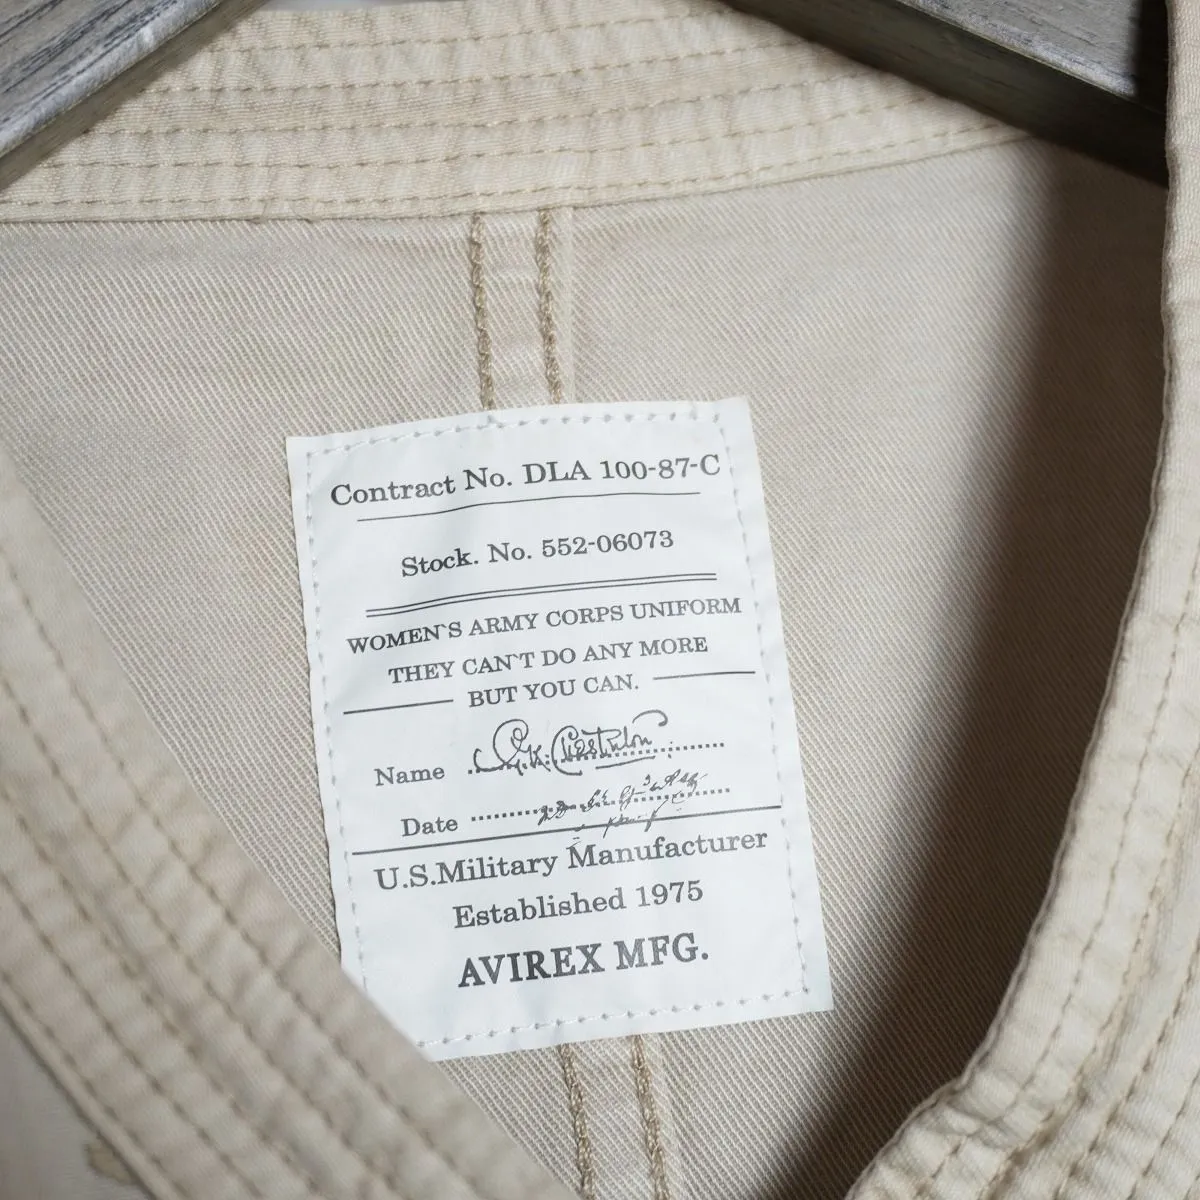 Contract No. DLA 100-87-C
Stock. No. 552-06073
WOMEN`S ARMY CORPS UNIFORM
THEY CAN`T DO ANY MORE
BUT YOU CAN.
Name G.K. Chesterton
Date
U.S.Military Manufacturer
Established 1975
AVIREX MFG.